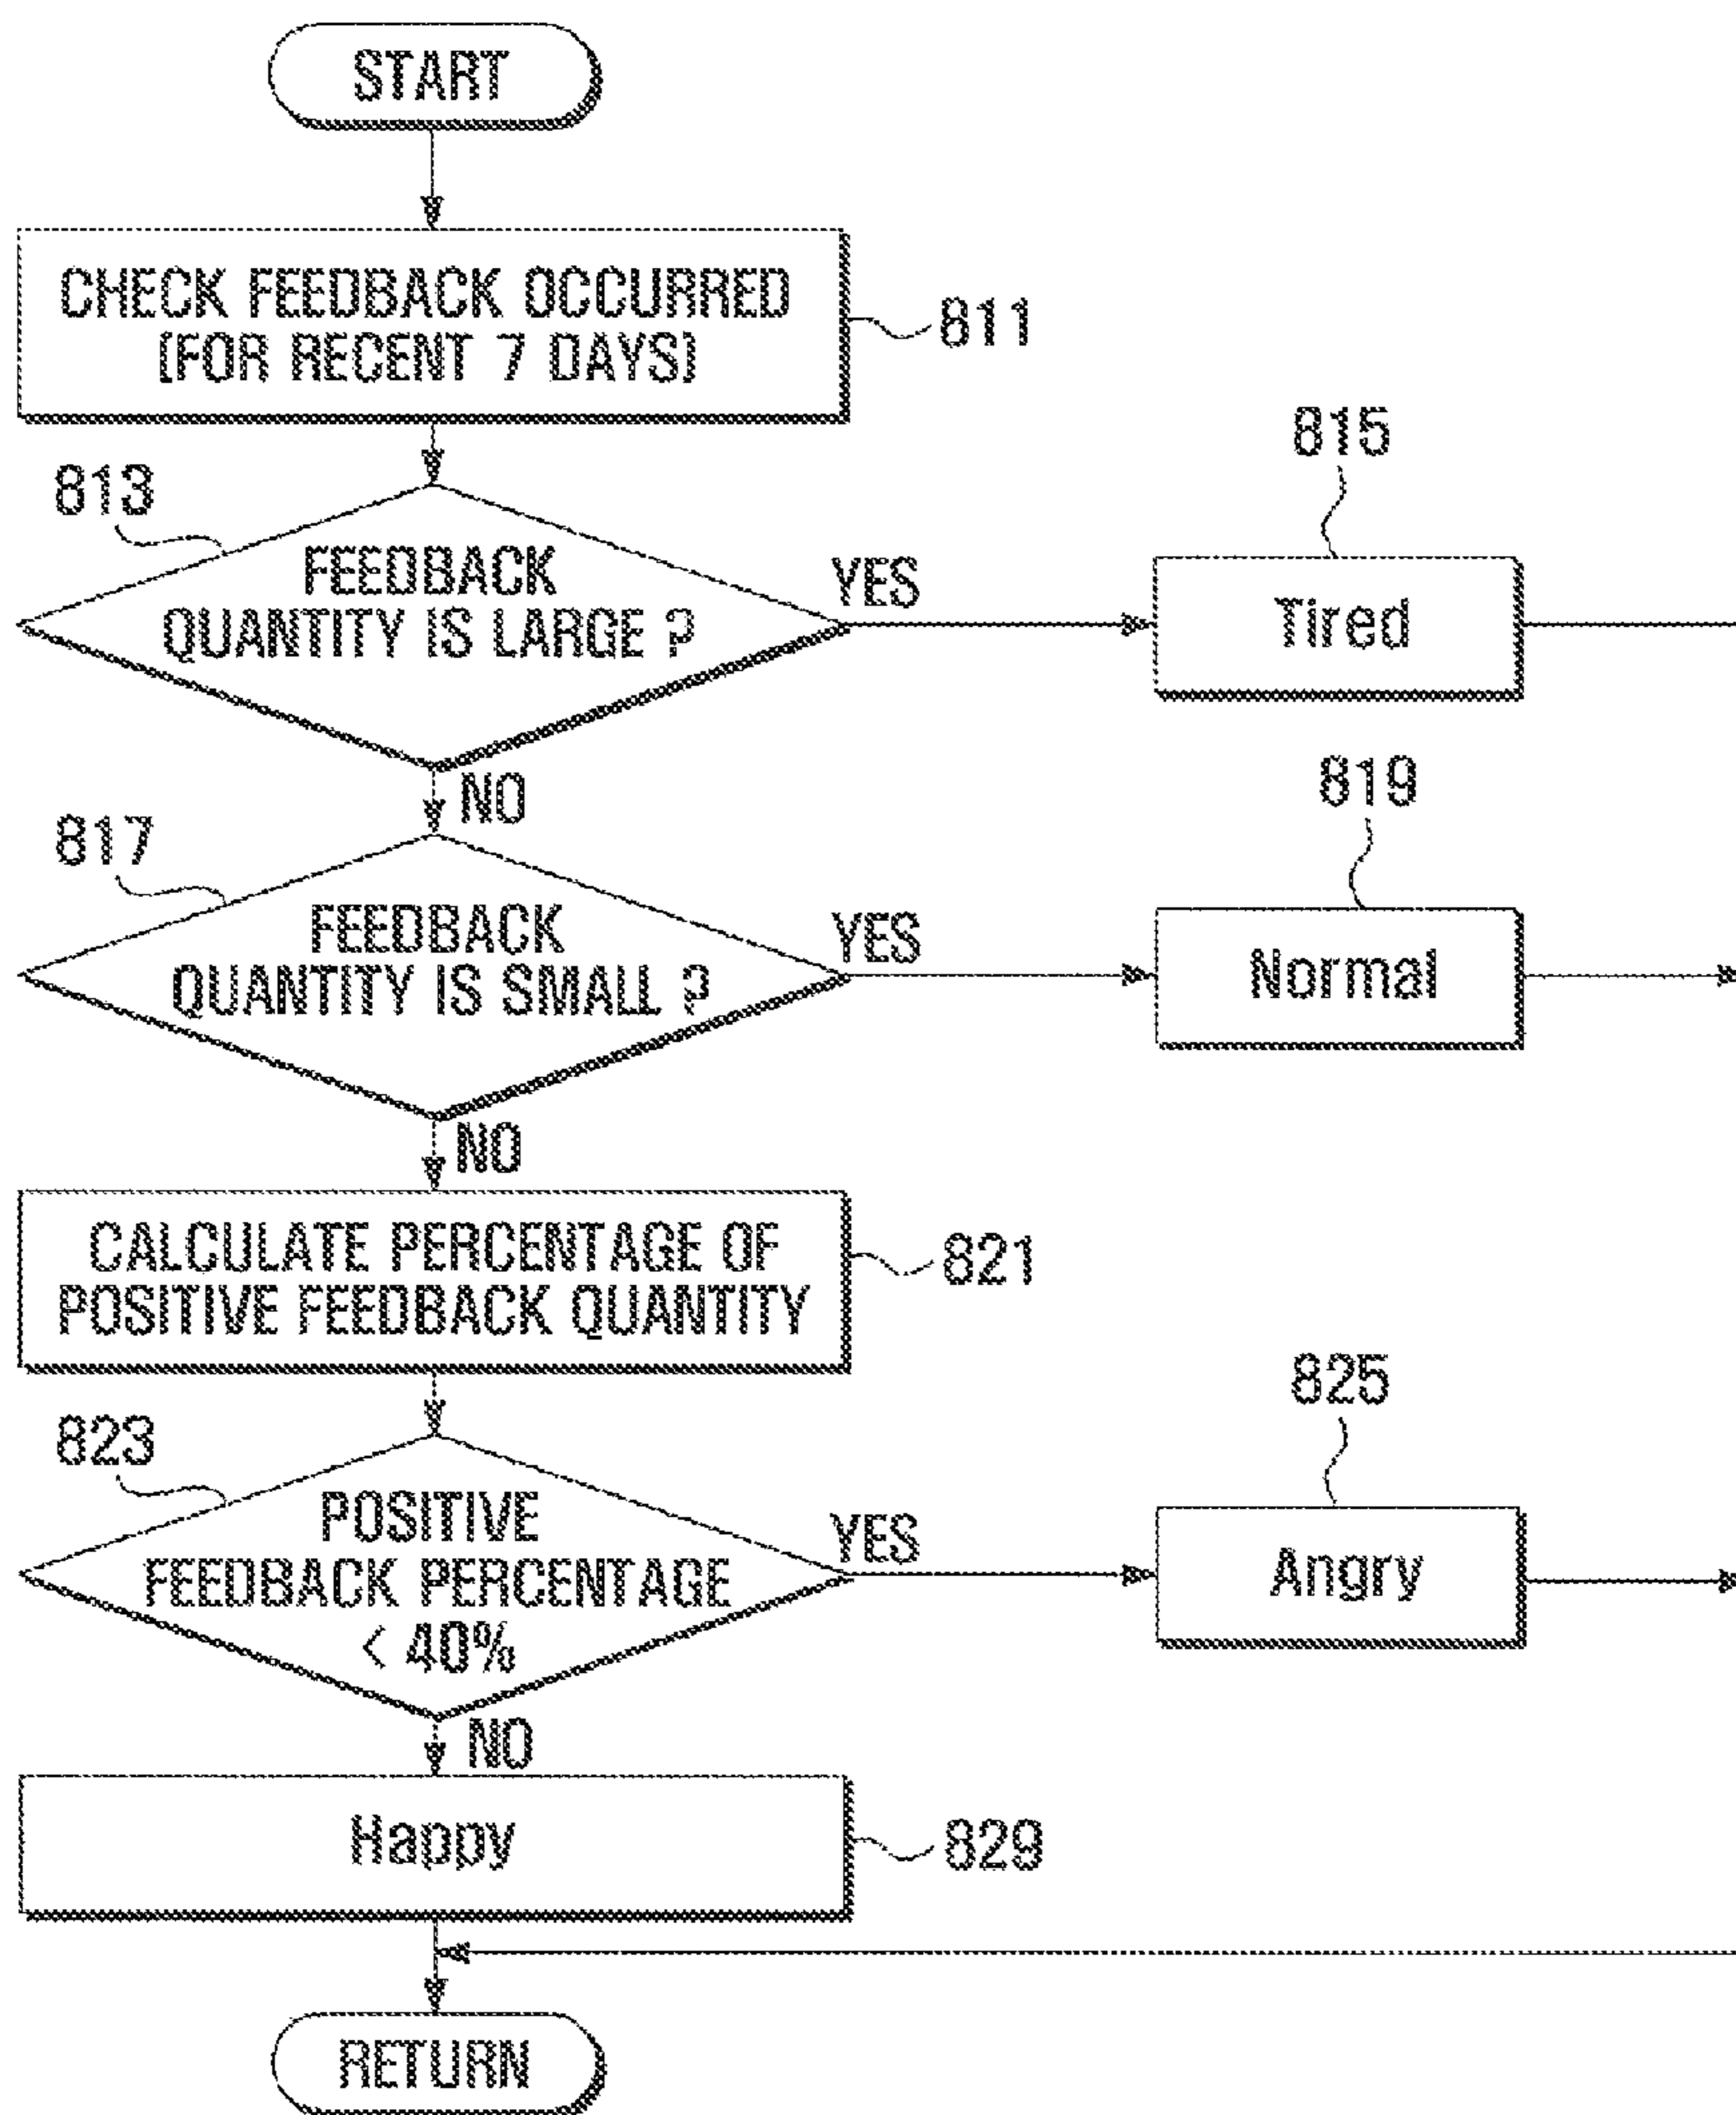 START
CHECK FEEDBACK OCCURRED
(FOR RECENT 7 DAYS)
811
813
FEEDBACK
QUANTITY IS LARGE ?
YES
815
Tired
NO
817
FEEDBACK
QUANTITY IS SMALL ?
YES
819
Normal
NO
CALCULATE PERCENTAGE OF
POSITIVE FEEDBACK QUANTITY
821
823
POSITIVE
FEEDBACK PERCENTAGE
< 40%
YES
825
Angry
NO
Happy
829
RETURN